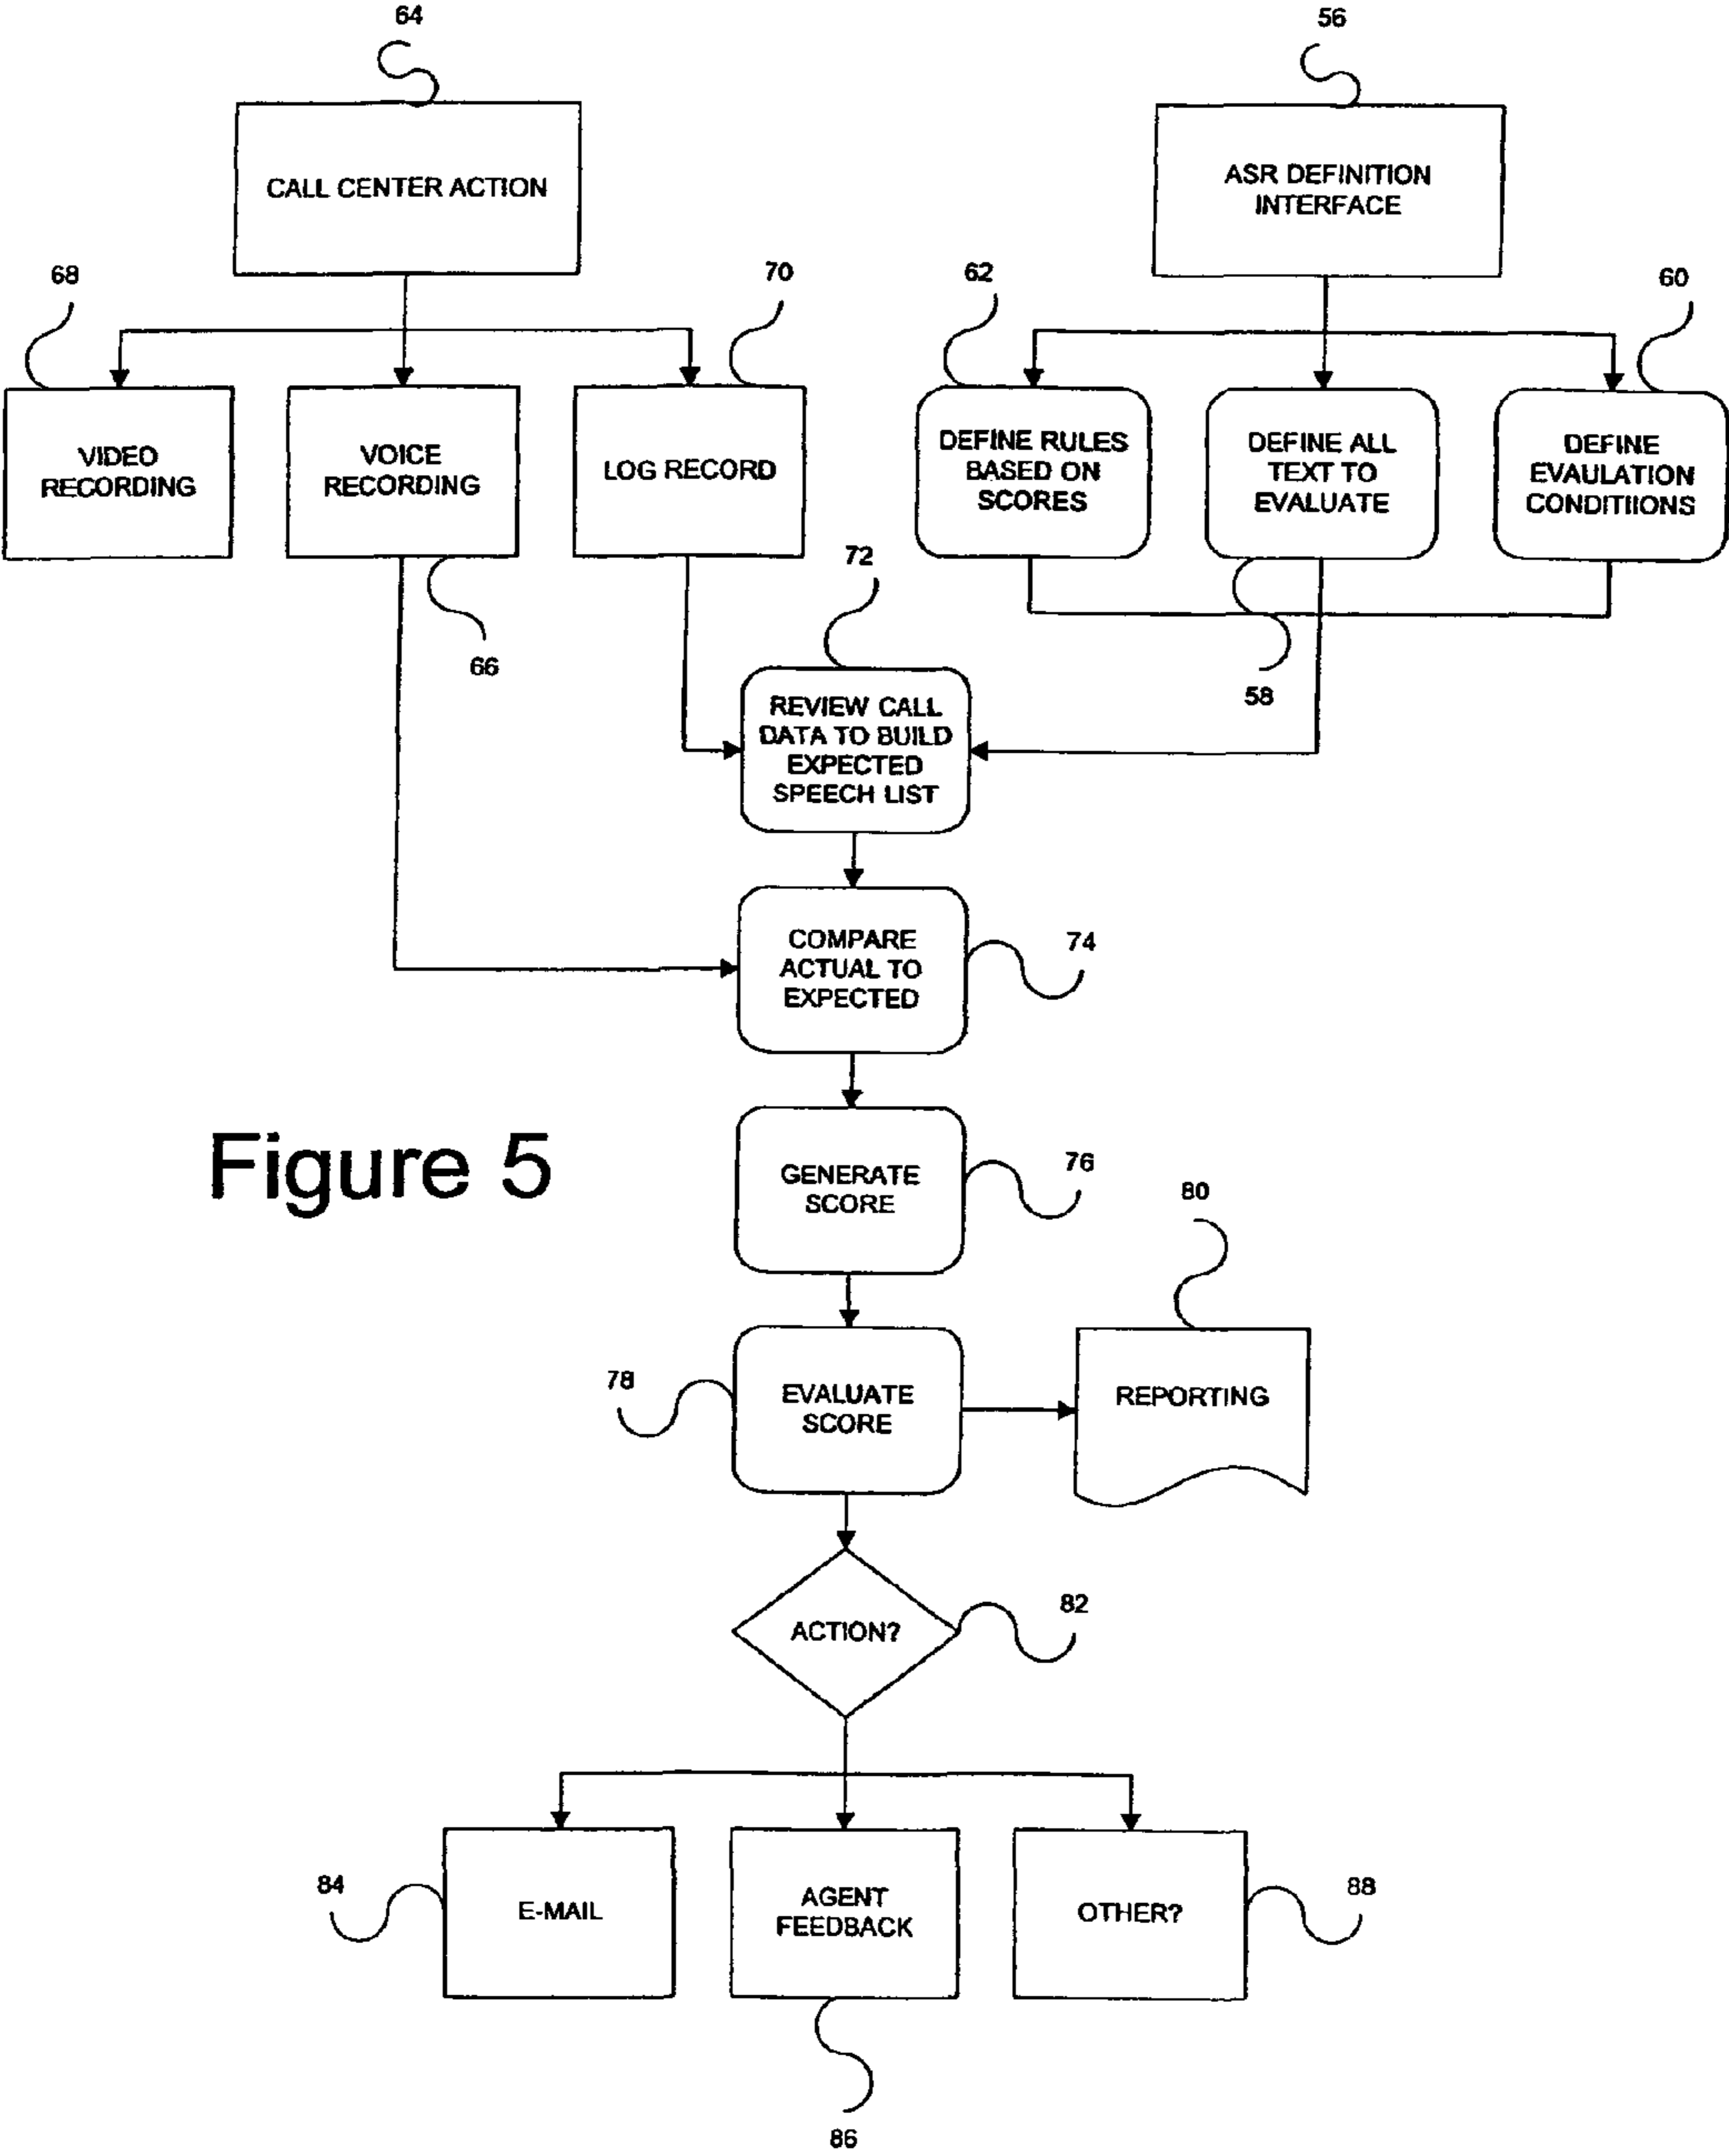 64
56
CALL CENTER ACTION
ASR DEFINITION
INTERFACE
68
70
62
60
VIDEO
RECORDING
VOICE
RECORDING
LOG RECORD
DEFINE RULES
BASED ON
SCORES
DEFINE ALL
TEXT TO
EVALUATE
DEFINE
EVAULATION
CONDITIIONS
72
66
58
REVIEW CALL
DATA TO BUILD
EXPECTED
SPEECH LIST
COMPARE
ACTUAL TO
EXPECTED
74
Figure 5
GENERATE
SCORE
76
80
78
EVALUATE
SCORE
REPORTING
ACTION?
82
84
E-MAIL
AGENT
FEEDBACK
OTHER?
88
86